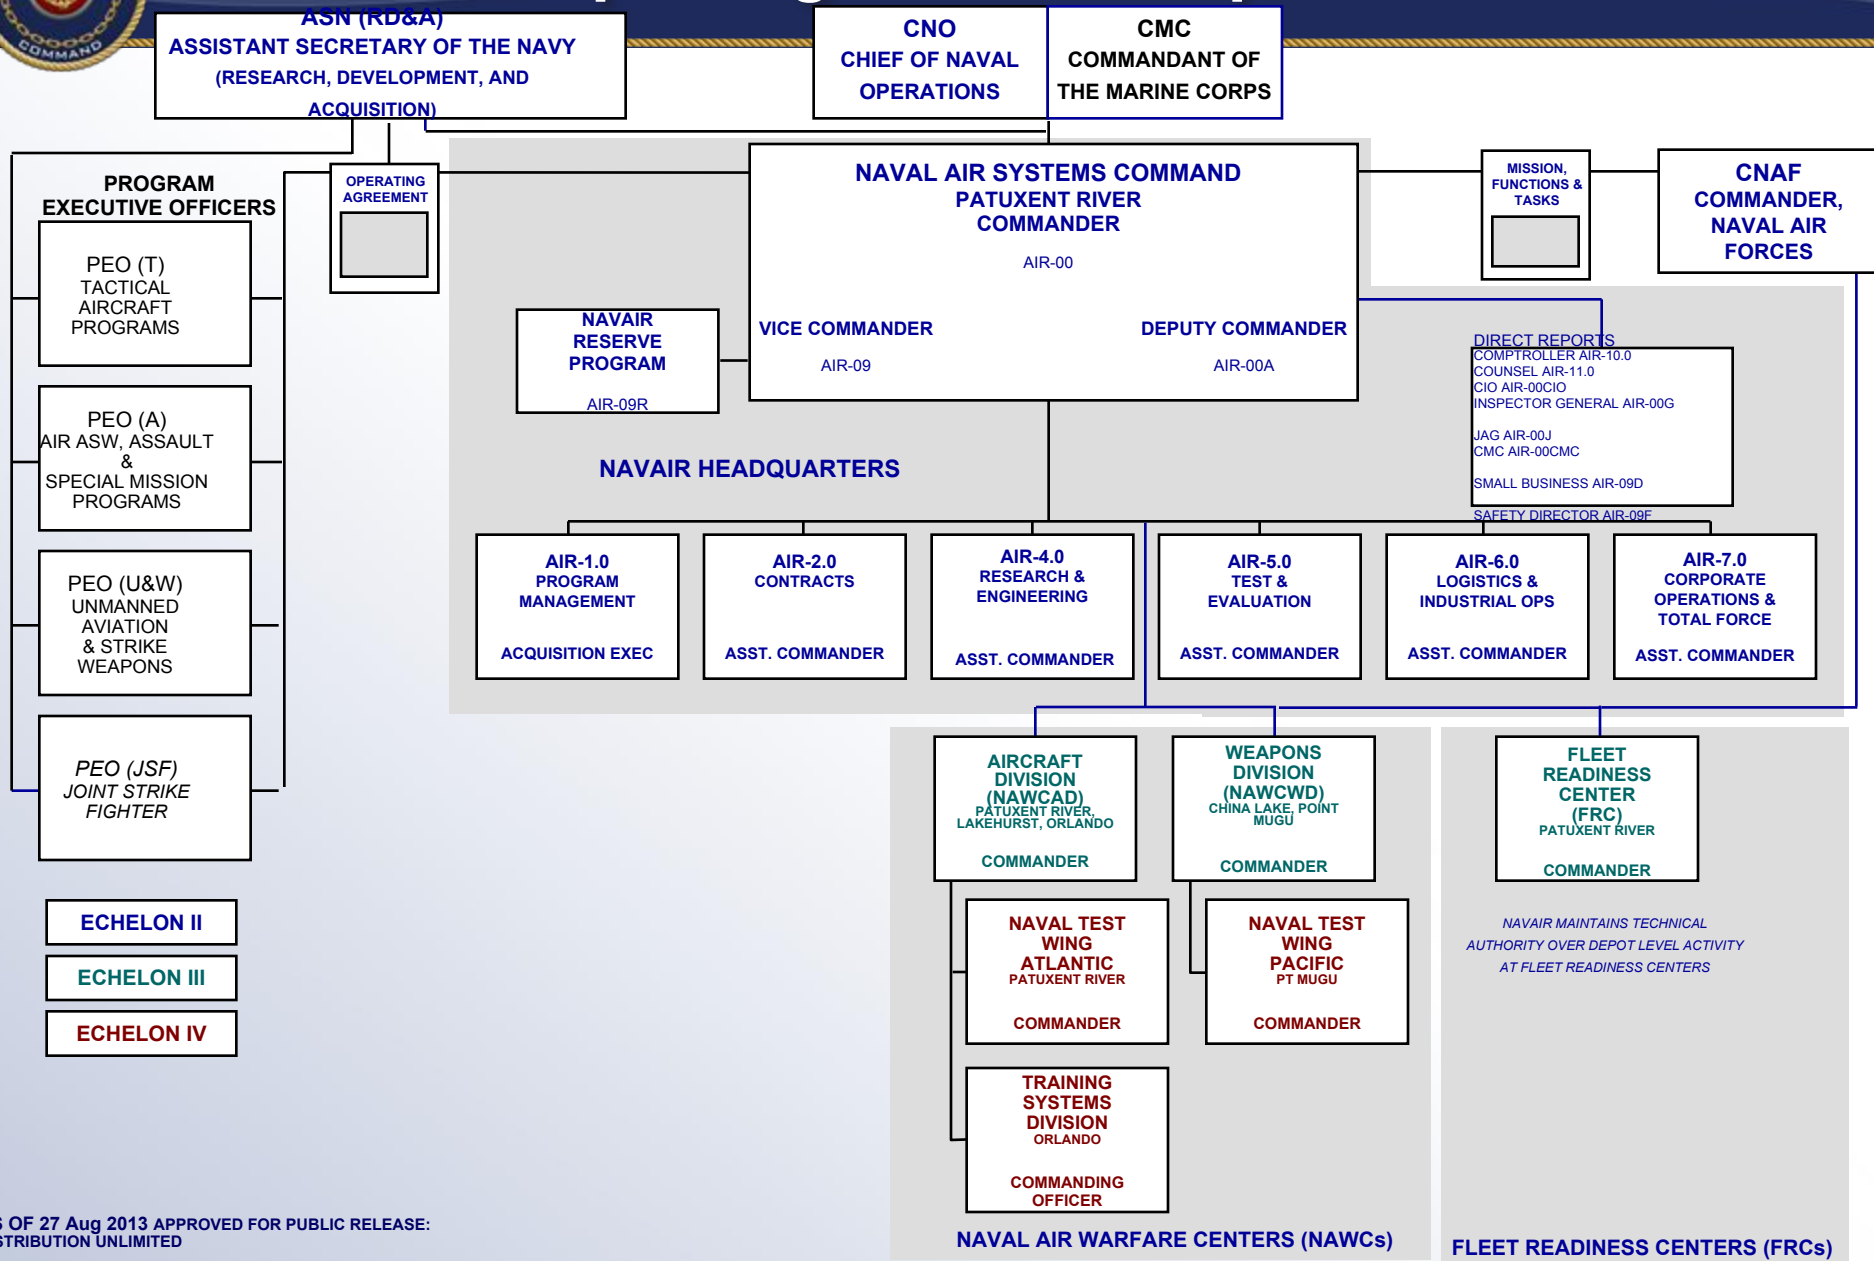 COMMAND
ASN (RD&A)
ASSISTANT SECRETARY OF THE NAVY
(RESEARCH, DEVELOPMENT, AND
ACQUISITION)
CNO
CHIEF OF NAVAL
OPERATIONS
CMC
COMMANDANT OF
THE MARINE CORPS
PROGRAM
EXECUTIVE OFFICERS
OPERATING
AGREEMENT
NAVAL AIR SYSTEMS COMMAND
PATUXENT RIVER
COMMANDER
AIR-00
VICE COMMANDER
AIR-09
DEPUTY COMMANDER
AIR-00A
MISSION,
FUNCTIONS &
TASKS
CNAF
COMMANDER,
NAVAL AIR
FORCES
PEO (T)
TACTICAL
AIRCRAFT
PROGRAMS
NAVAIR
RESERVE
PROGRAM
AIR-09R
DIRECT REPORTS
COMPTROLLER AIR-10.0
COUNSEL AIR-11.0
CIO AIR-00CIO
INSPECTOR GENERAL AIR-00G
JAG AIR-00J
CMC AIR-00CMC
SMALL BUSINESS AIR-09D
SAFETY DIRECTOR AIR-09F
PEO (A)
AIR ASW, ASSAULT
&
SPECIAL MISSION
PROGRAMS
NAVAIR HEADQUARTERS
PEO (U&W)
UNMANNED
AVIATION
& STRIKE
WEAPONS
AIR-1.0
PROGRAM
MANAGEMENT
ACQUISITION EXEC
AIR-2.0
CONTRACTS
ASST. COMMANDER
AIR-4.0
RESEARCH &
ENGINEERING
ASST. COMMANDER
AIR-5.0
TEST &
EVALUATION
ASST. COMMANDER
AIR-6.0
LOGISTICS &
INDUSTRIAL OPS
ASST. COMMANDER
AIR-7.0
CORPORATE
OPERATIONS &
TOTAL FORCE
ASST. COMMANDER
PEO (JSF)
JOINT STRIKE
FIGHTER
AIRCRAFT
DIVISION
(NAWCAD)
PATUXENT RIVER,
LAKEHURST, ORLANDO
COMMANDER
WEAPONS
DIVISION
(NAWCWD)
CHINA LAKE, POINT
MUGU
COMMANDER
FLEET
READINESS
CENTER
(FRC)
PATUXENT RIVER
COMMANDER
ECHELON II
ECHELON III
ECHELON IV
NAVAL TEST
WING
ATLANTIC
PATUXENT RIVER
COMMANDER
NAVAL TEST
WING
PACIFIC
PT MUGU
COMMANDER
NAVAIR MAINTAINS TECHNICAL
AUTHORITY OVER DEPOT LEVEL ACTIVITY
AT FLEET READINESS CENTERS
TRAINING
SYSTEMS
DIVISION
ORLANDO
COMMANDING
OFFICER
OF 27 Aug 2013 APPROVED FOR PUBLIC RELEASE:
UNLIMITED
NAVAL AIR WARFARE CENTERS (NAWCs)
FLEET READINESS CENTERS (FRCs)